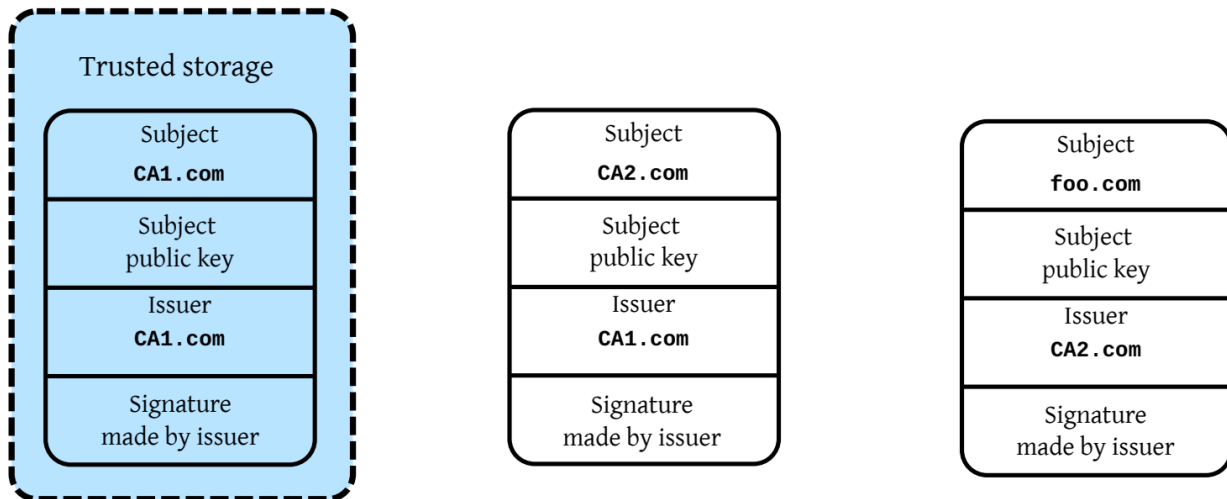 Trusted storage
Subject
CA1.com
Subject
public key
Issuer
CA1.com
Signature
made by issuer
Subject
CA2.com
Subject
public key
Issuer
CA1.com
Signature
made by issuer
Subject
foo.com
Subject
public key
Issuer
CA2.com
Signature
made by issuer